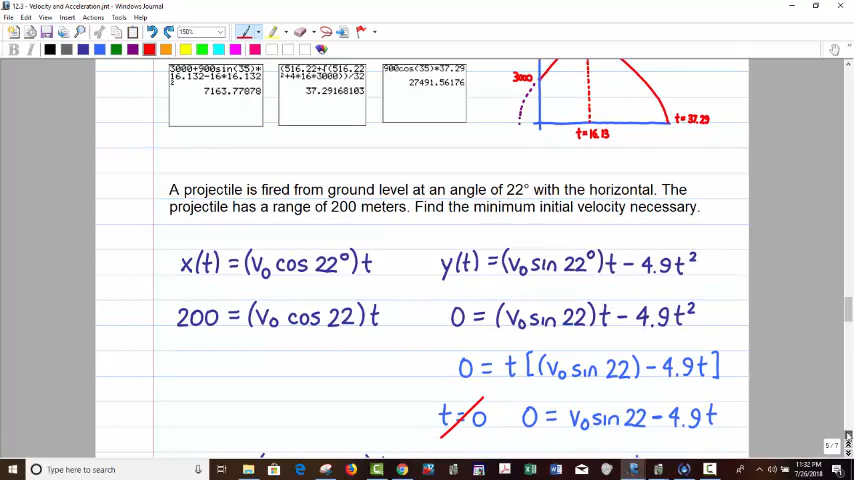 12.3 - Velocity and Acceleration.jnt - Windows Journal
File Edit View Insert Actions Tools Help
150%
B I
3000+900sin(35)*
16.132-16*16.132
²
7163.77878
(516.22+√(516.22
²+4*16*3000))/32
37.29168103
900cos(35)*37.29
27491.56176
3000
t=37.29
t=16.13
A projectile is fired from ground level at an angle of 22° with the horizontal. The
projectile has a range of 200 meters. Find the minimum initial velocity necessary.
x(t) = (v₀ cos 22°)t
y(t) = (v₀ sin 22°)t - 4.9t²
200 = (v₀ cos 22)t
0 = (v₀ sin 22)t - 4.9t²
0 = t[(v₀ sin 22) - 4.9t]
t = 0 0 = v₀ sin 22 - 4.9t
5/7
Type here to search
11:32 PM
7/26/2018